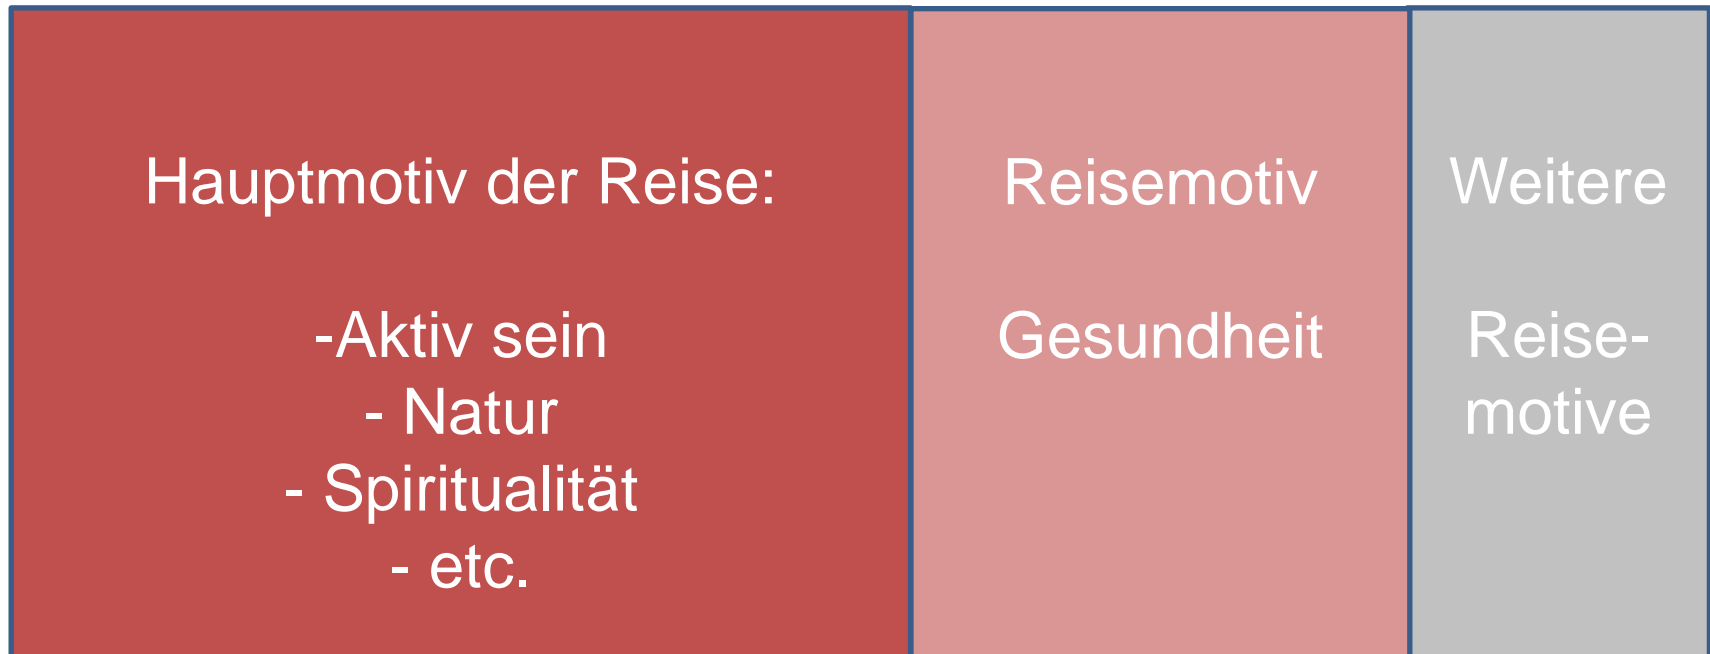 Hauptmotiv der Reise:
-Aktiv sein
- Natur
- Spiritualität
- etc.
Reisemotiv
Gesundheit
Weitere
Reise-
motive